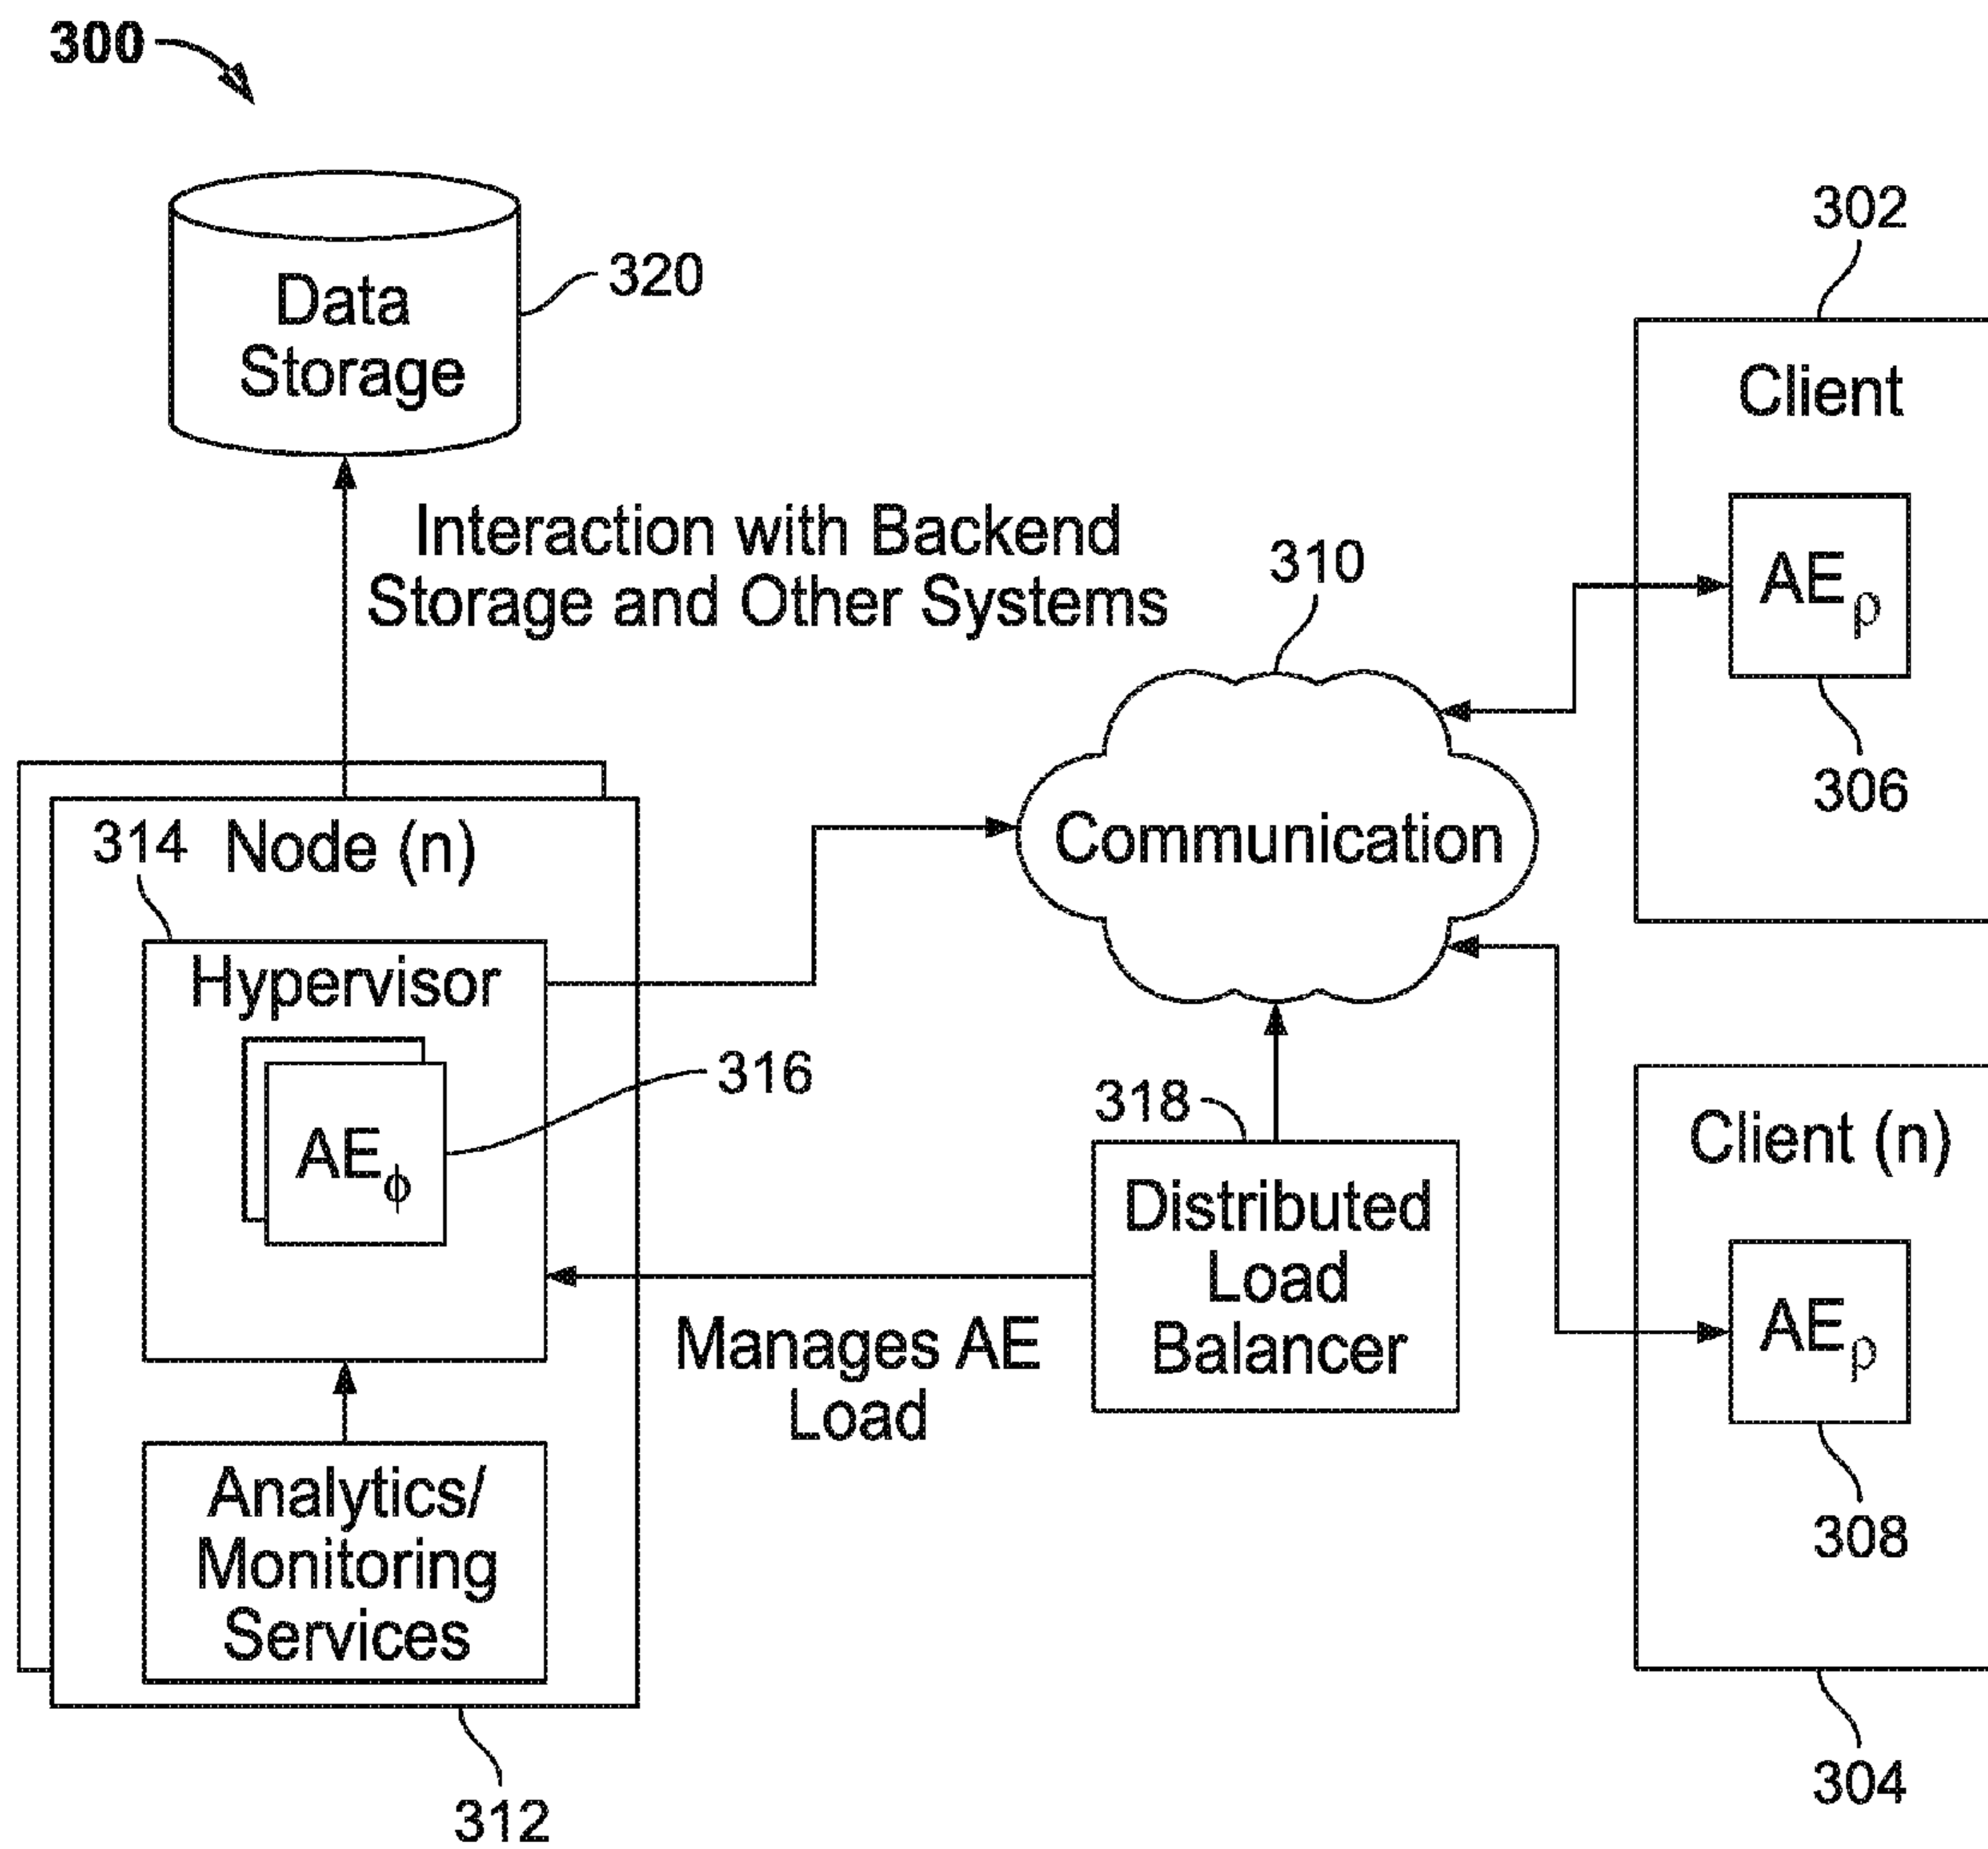 300
Data
Storage
320
Interaction with Backend
Storage and Other Systems
302
Client
AEρ
306
310
Communication
314
Node (n)
Hypervisor
AEϕ
316
Analytics/
Monitoring
Services
312
Manages AE
Load
318
Distributed
Load
Balancer
Client (n)
AEρ
308
304